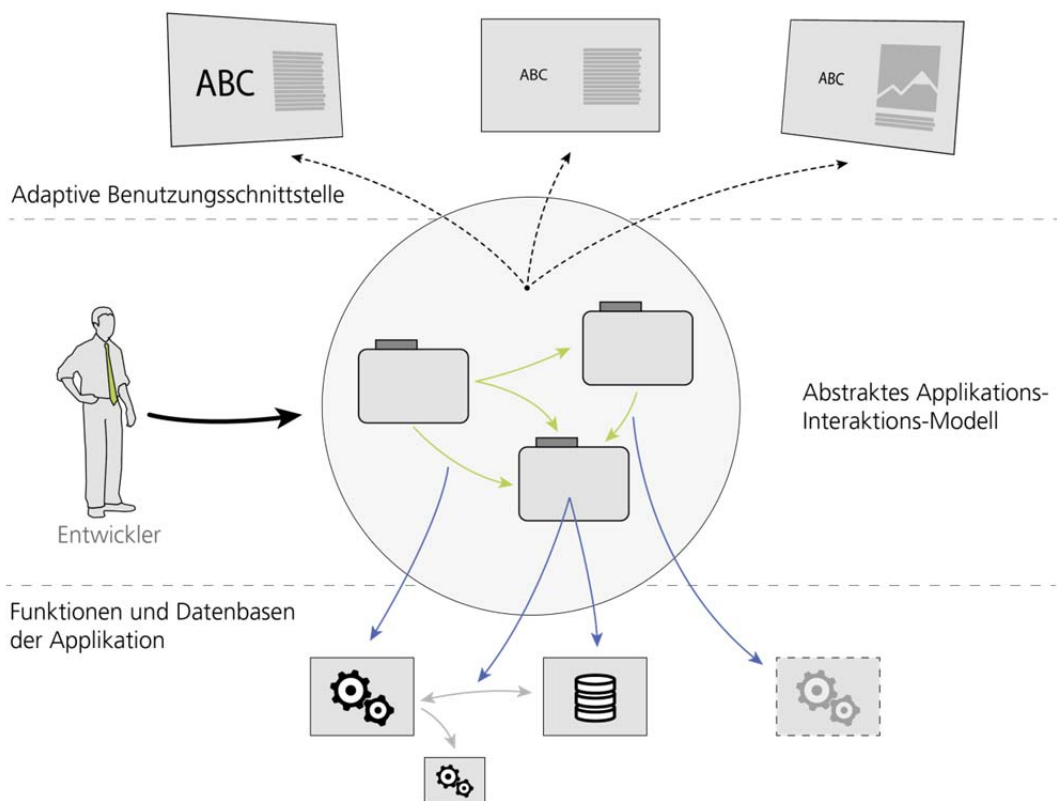 ABC
ABC
ABC
Adaptive Benutzungsschnittstelle
Abstraktes Applikations-
Interaktions-Modell
Entwickler
Funktionen und Datenbasen
der Applikation